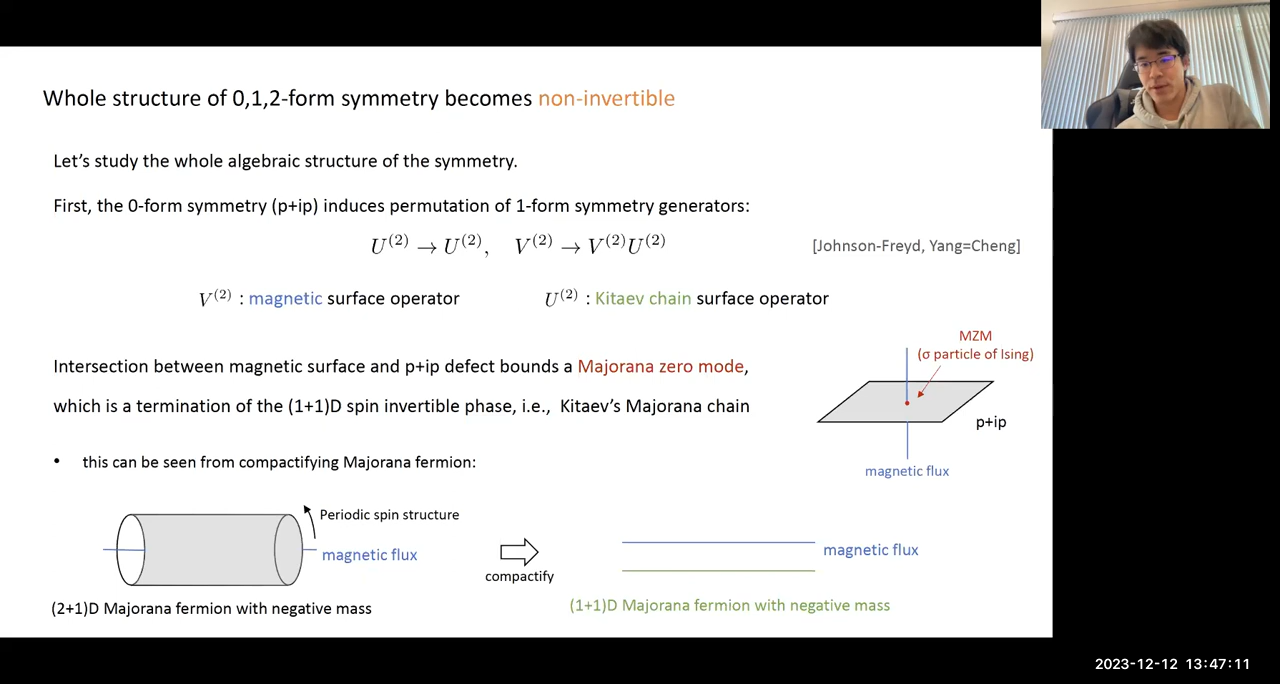 Whole structure of 0,1,2-form symmetry becomes non-invertible
Let's study the whole algebraic structure of the symmetry.
First, the 0-form symmetry (p+ip) induces permutation of 1-form symmetry generators:
U^(2) → U^(2), V^(2) → V^(2)U^(2)
[Johnson-Freyd, Yang=Cheng]
V^(2) : magnetic surface operator
U^(2) : Kitaev chain surface operator
Intersection between magnetic surface and p+ip defect bounds a Majorana zero mode,
which is a termination of the (1+1)D spin invertible phase, i.e., Kitaev's Majorana chain
MZM
(σ particle of Ising)
p+ip
magnetic flux
• this can be seen from compactifying Majorana fermion:
Periodic spin structure
magnetic flux
(2+1)D Majorana fermion with negative mass
compactify
magnetic flux
(1+1)D Majorana fermion with negative mass
2023-12-12 13:47:11